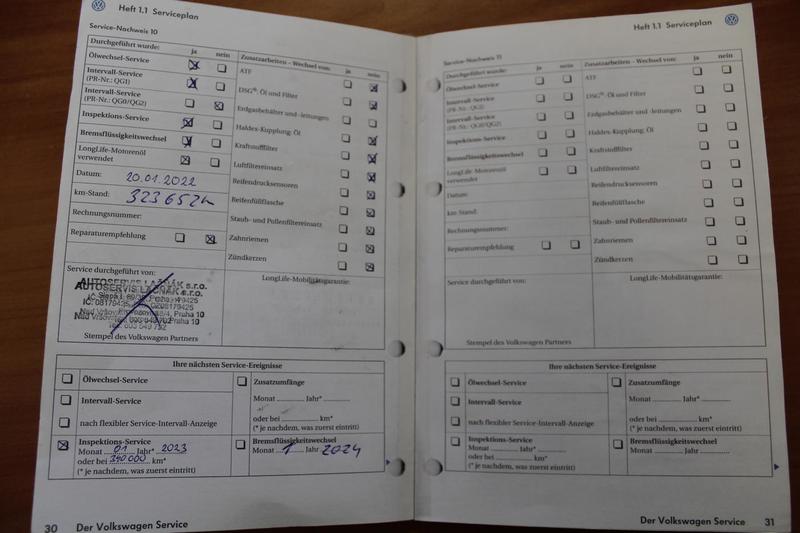 Heft 1.1 Serviceplan
Service-Nachweis 10
Durchgeführt wurde: ja nein
Ölwechsel-Service
Intervall-Service
(PR-Nr.: QG1)
Intervall-Service
(PR-Nr.: QG0/QG2)
Inspektions-Service
Bremsflüssigkeitswechsel
LongLife-Motorenöl
verwendet
Datum: 20.01.2022
km-Stand: 323652
Rechnungsnummer:
Reparaturempfehlung
Zusatzarbeiten - Wechsel von: ja nein
ATF
DSG®: Öl und Filter
Erdgasbehälter und -leitungen
Haldex-Kupplung: Öl
Kraftstofffilter
Luftfiltereinsatz
Reifendrucksensoren
Reifenfüllflasche
Staub- und Pollenfiltereinsatz
Zahnriemen
Zündkerzen
Service durchgeführt von:
AUTOSERVIS LAŠŇÁK s.r.o.
Stempel des Volkswagen Partners
LongLife-Mobilitätsgarantie:
Ihre nächsten Service-Ereignisse
Ölwechsel-Service
Intervall-Service
nach flexibler Service-Intervall-Anzeige
Inspektions-Service
Monat 01 Jahr* 2023
oder bei 340000 km*
(* je nachdem, was zuerst eintritt)
Zusatzumfänge
Monat Jahr*
oder bei km*
(* je nachdem, was zuerst eintritt)
Bremsflüssigkeitswechsel
Monat 1 Jahr 2024
30 Der Volkswagen Service
Heft 1.1 Serviceplan
Service-Nachweis 11
Durchgeführt wurde: ja nein
Ölwechsel-Service
Intervall-Service
(PR-Nr.: QG1)
Intervall-Service
(PR-Nr.: QG0/QG2)
Inspektions-Service
Bremsflüssigkeitswechsel
LongLife-Motorenöl
verwendet
Datum:
km-Stand:
Rechnungsnummer:
Reparaturempfehlung
Zusatzarbeiten - Wechsel von: ja nein
ATF
DSG®: Öl und Filter
Erdgasbehälter und -leitungen
Haldex-Kupplung: Öl
Kraftstofffilter
Luftfiltereinsatz
Reifendrucksensoren
Reifenfüllflasche
Staub- und Pollenfiltereinsatz
Zahnriemen
Zündkerzen
Service durchgeführt von:
Stempel des Volkswagen Partners
LongLife-Mobilitätsgarantie:
Ihre nächsten Service-Ereignisse
Ölwechsel-Service
Intervall-Service
nach flexibler Service-Intervall-Anzeige
Inspektions-Service
Monat Jahr*
oder bei km*
(* je nachdem, was zuerst eintritt)
Zusatzumfänge
Monat Jahr*
oder bei km*
(* je nachdem, was zuerst eintritt)
Bremsflüssigkeitswechsel
Monat Jahr
Der Volkswagen Service 31